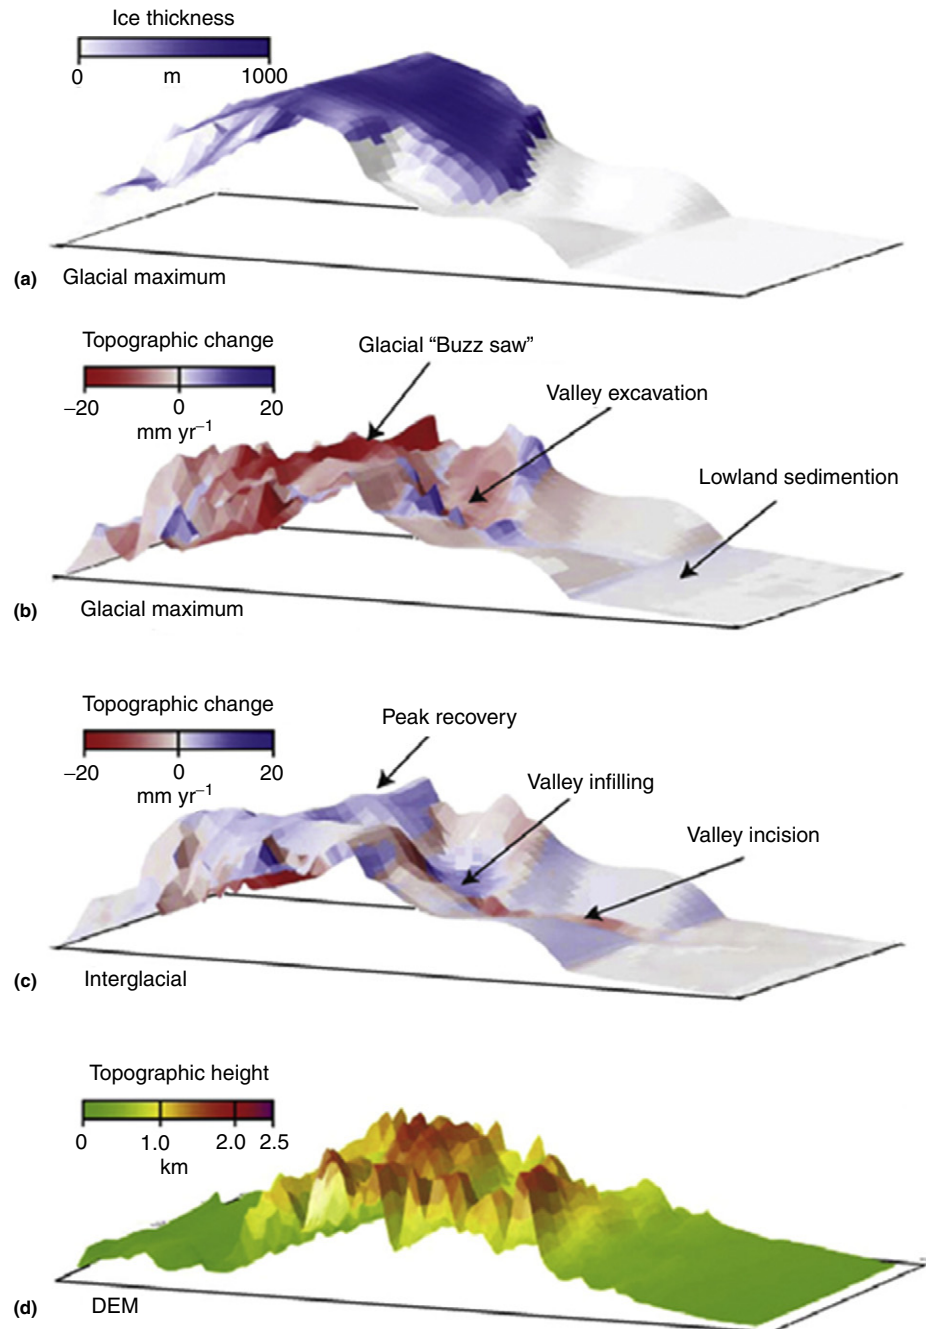 Ice thickness
0 m 1000
(a) Glacial maximum
Topographic change
Glacial “Buzz saw”
–20 0 20
mm yr⁻¹
Valley excavation
Lowland sedimention
(b) Glacial maximum
Topographic change
Peak recovery
–20 0 20
mm yr⁻¹
Valley infilling
Valley incision
(c) Interglacial
Topographic height
0 1.0 2.0 2.5
km
(d) DEM